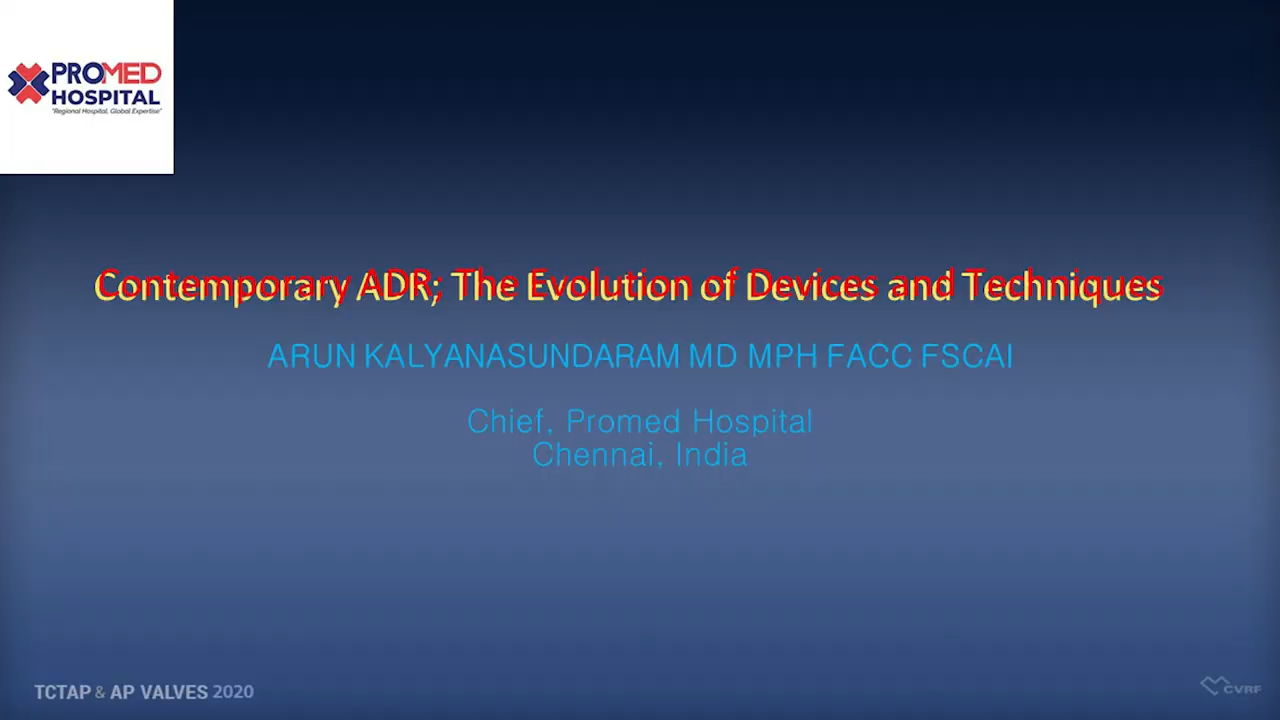 PROMED
HOSPITAL
"Regional Hospital, Global Expertise"
Contemporary ADR; The Evolution of Devices and Techniques
ARUN KALYANASUNDARAM MD MPH FACC FSCAI
Chief, Promed Hospital
Chennai, India
TCTAP & AP VALVES 2020
CVRF